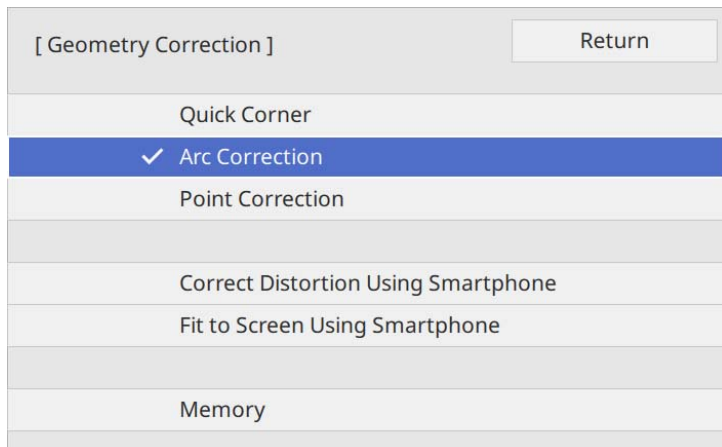 [ Geometry Correction ]
Return
Quick Corner
Arc Correction
Point Correction
Correct Distortion Using Smartphone
Fit to Screen Using Smartphone
Memory